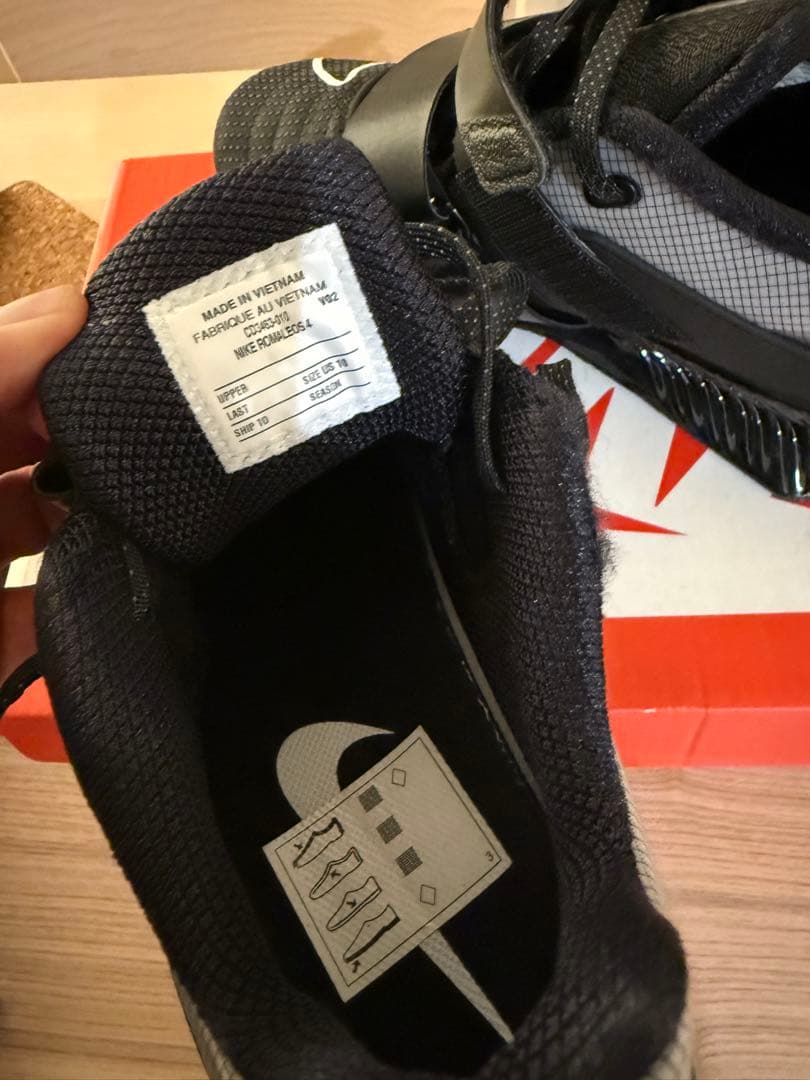 MADE IN VIETNAM
FABRIQUE AU VIETNAM Y02
CD3463-010
NIKE ROMALEOS 4
UPPER SIZE US 10
LAST SEASON
SHIP TO
3